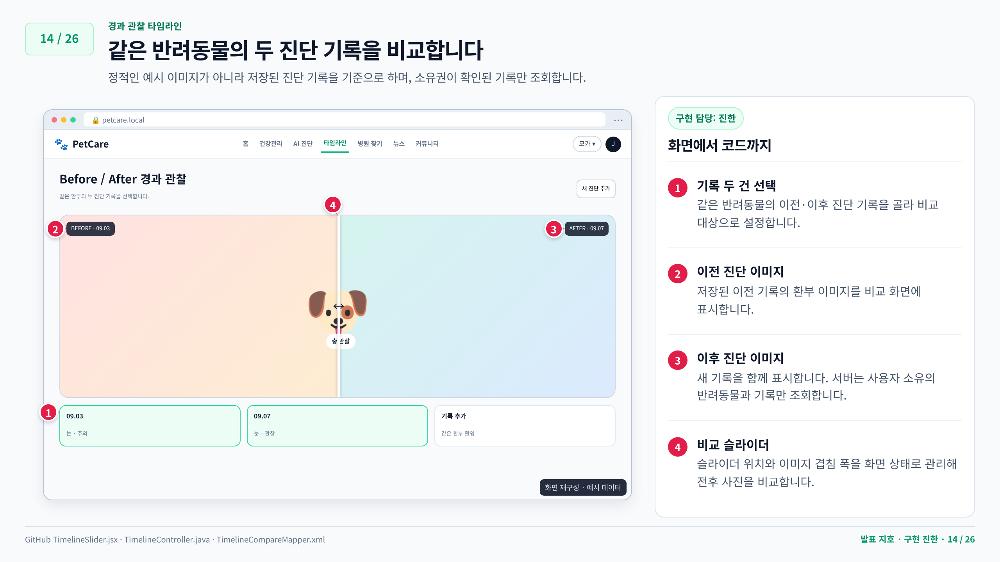 14 / 26
경과 관찰 타임라인
같은 반려동물의 두 진단 기록을 비교합니다
정적인 예시 이미지가 아니라 저장된 진단 기록을 기준으로 하며, 소유권이 확인된 기록만 조회합니다.
petcare.local
···
PetCare
홈 건강관리 AI 진단 타임라인 병원 찾기 뉴스 커뮤니티
모카 ▾
J
Before / After 경과 관찰
같은 환부의 두 진단 기록을 선택합니다.
새 진단 추가
4
2
BEFORE · 09.03
3
AFTER · 09.07
↔
관찰
1
09.03
눈 · 주의
09.07
눈 · 관찰
기록 추가
같은 환부 촬영
화면 재구성 · 예시 데이터
구현 담당: 진한
화면에서 코드까지
1
기록 두 건 선택
같은 반려동물의 이전·이후 진단 기록을 골라 비교
대상으로 설정합니다.
2
이전 진단 이미지
저장된 이전 기록의 환부 이미지를 비교 화면에
표시합니다.
3
이후 진단 이미지
새 기록을 함께 표시합니다. 서버는 사용자 소유의
반려동물과 기록만 조회합니다.
4
비교 슬라이더
슬라이더 위치와 이미지 겹침 폭을 화면 상태로 관리해
전후 사진을 비교합니다.
GitHub TimelineSlider.jsx · TimelineController.java · TimelineCompareMapper.xml
발표 지호 · 구현 진한 · 14 / 26